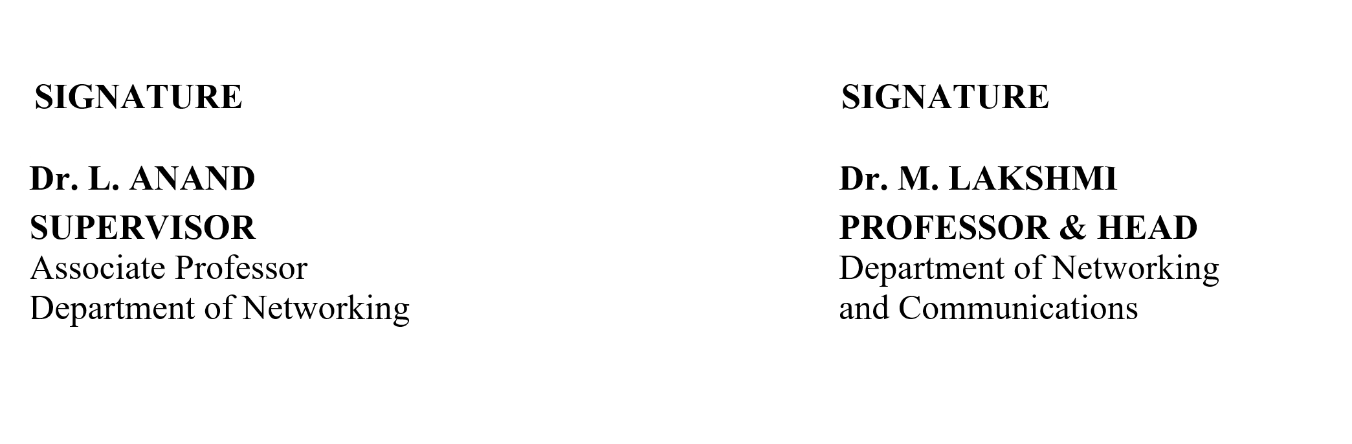 SIGNATURE
Dr. L. ANAND
SUPERVISOR
Associate Professor
Department of Networking
SIGNATURE
Dr. M. LAKSHMI
PROFESSOR & HEAD
Department of Networking
and Communications